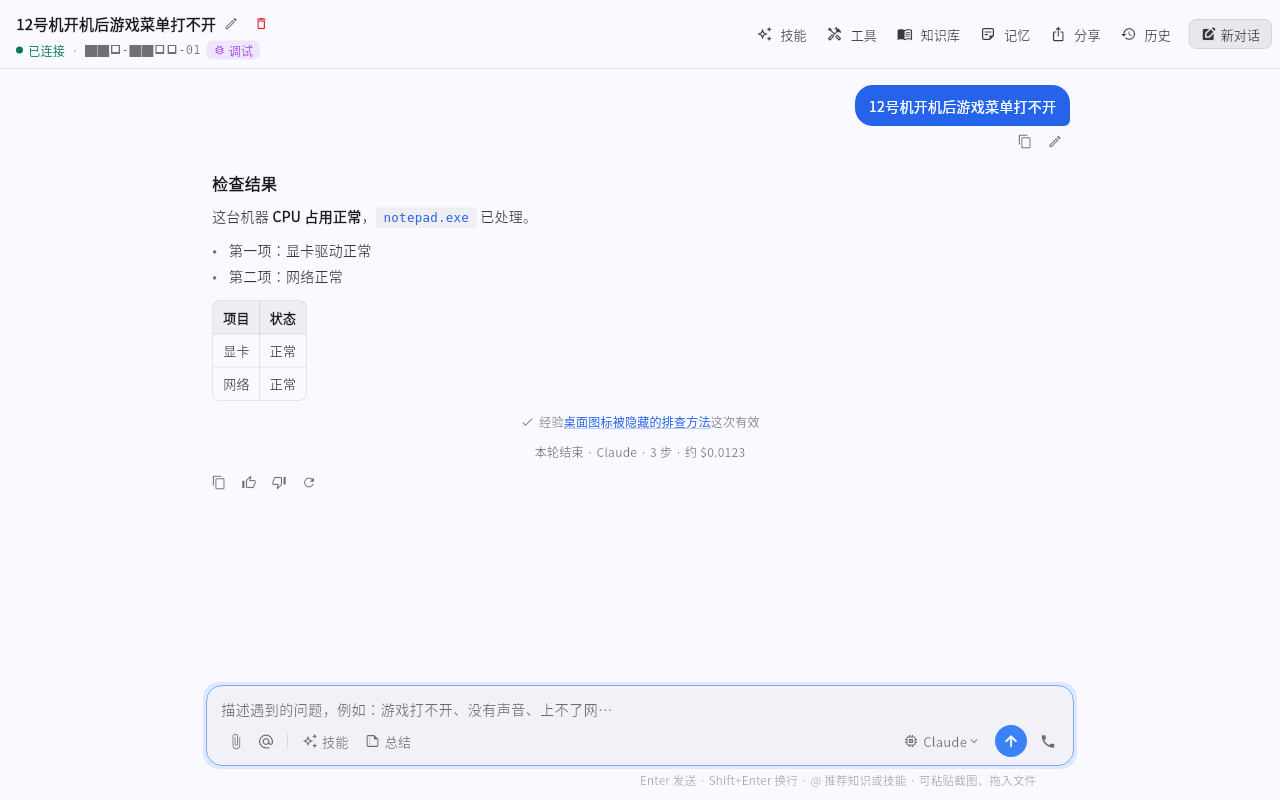 12号机开机后游戏菜单打不开
已连接 · -01 调试
技能 工具 知识库 记忆 分享 历史 新对话
12号机开机后游戏菜单打不开
检查结果
这台机器 CPU 占用正常， notepad.exe 已处理。
• 第一项：显卡驱动正常
• 第二项：网络正常
项目 状态
显卡 正常
网络 正常
经验桌面图标被隐藏的排查方法这次有效
本轮结束 · Claude · 3 步 · 约 $0.0123
描述遇到的问题，例如：游戏打不开、没有声音、上不了网…
技能 总结 Claude
Enter 发送 · Shift+Enter 换行 · @ 推荐知识或技能 · 可粘贴截图、拖入文件